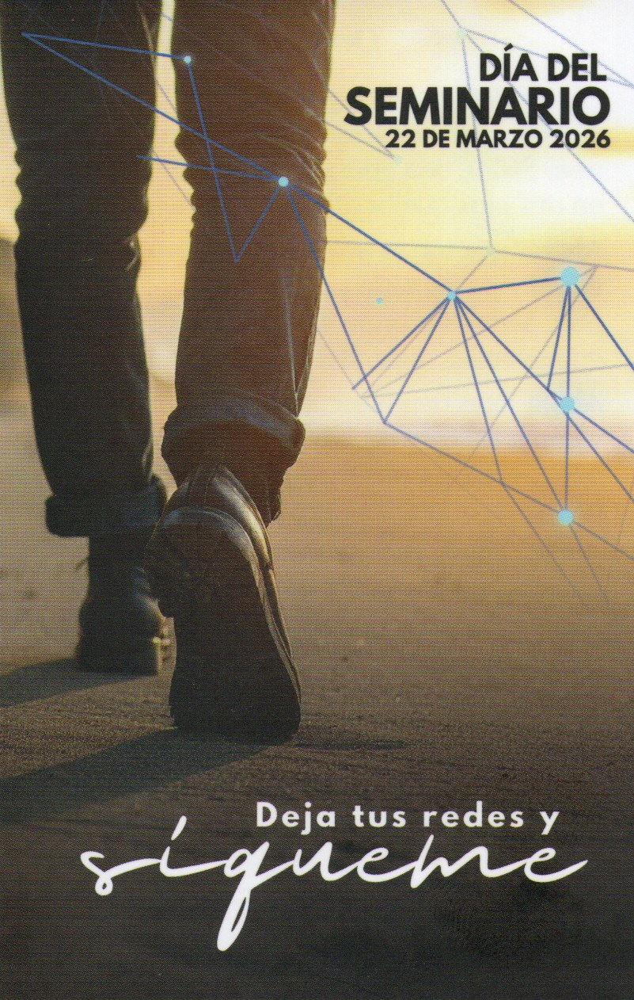 DÍA DEL
SEMINARIO
22 DE MARZO 2026
Deja tus redes y
sígueme